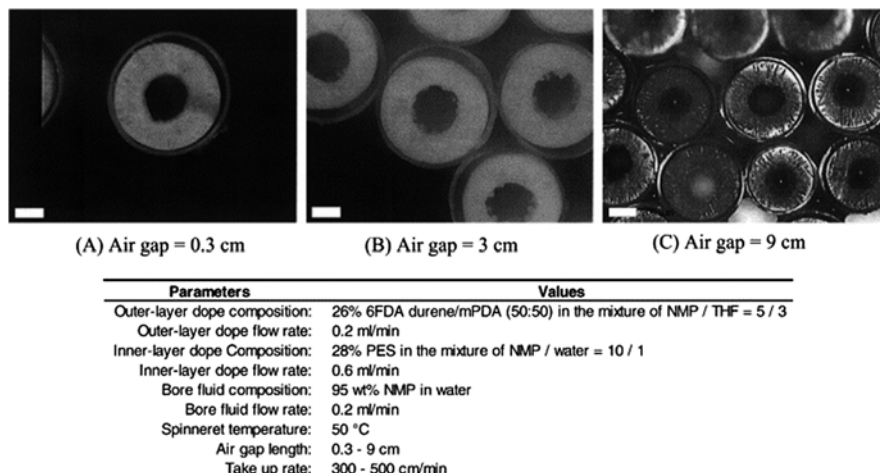 (A) Air gap = 0.3 cm
(B) Air gap = 3 cm
(C) Air gap = 9 cm
Parameters Values
Outer-layer dope composition: 26% 6FDA durene/mPDA (50:50) in the mixture of NMP / THF = 5 / 3
Outer-layer dope flow rate: 0.2 ml/min
Inner-layer dope Composition: 28% PES in the mixture of NMP / water = 10 / 1
Inner-layer dope flow rate: 0.6 ml/min
Bore fluid composition: 95 wt% NMP in water
Bore fluid flow rate: 0.2 ml/min
Spinneret temperature: 50 °C
Air gap length: 0.3 - 9 cm
Take up rate: 300 - 500 cm/min